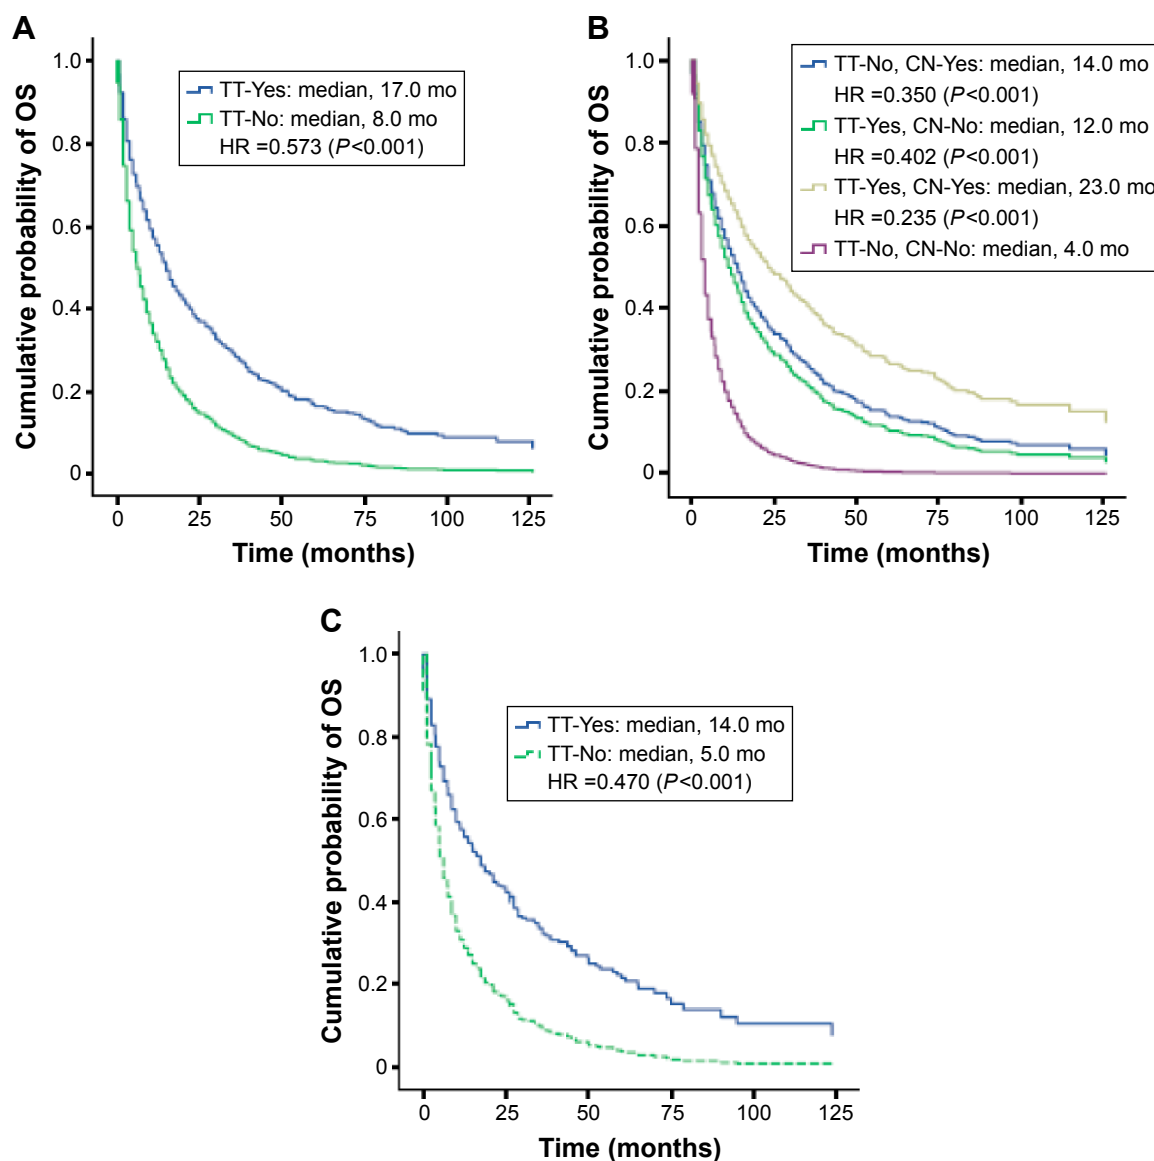 A
Cumulative probability of OS
1.0
0.8
0.6
0.4
0.2
0
TT-Yes: median, 17.0 mo
TT-No: median, 8.0 mo
HR =0.573 (P<0.001)
0 25 50 75 100 125
Time (months)
B
Cumulative probability of OS
1.0
0.8
0.6
0.4
0.2
0
TT-No, CN-Yes: median, 14.0 mo
HR =0.350 (P<0.001)
TT-Yes, CN-No: median, 12.0 mo
HR =0.402 (P<0.001)
TT-Yes, CN-Yes: median, 23.0 mo
HR =0.235 (P<0.001)
TT-No, CN-No: median, 4.0 mo
0 25 50 75 100 125
Time (months)
C
Cumulative probability of OS
1.0
0.8
0.6
0.4
0.2
0
TT-Yes: median, 14.0 mo
TT-No: median, 5.0 mo
HR =0.470 (P<0.001)
0 25 50 75 100 125
Time (months)